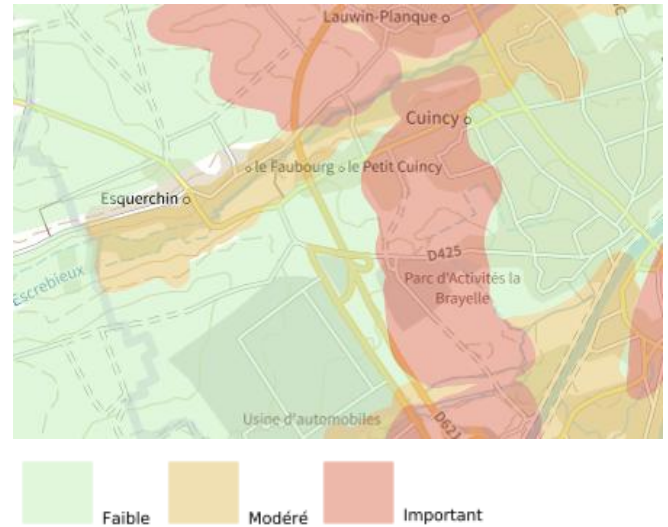 Lauwin-Planque
Cuincy
le Faubourg
le Petit Cuincy
Esquerchin
D425
Escrebieux
Parc d'Activités la
Brayelle
Usine d'automobiles
D621
Faible
Modéré
Important